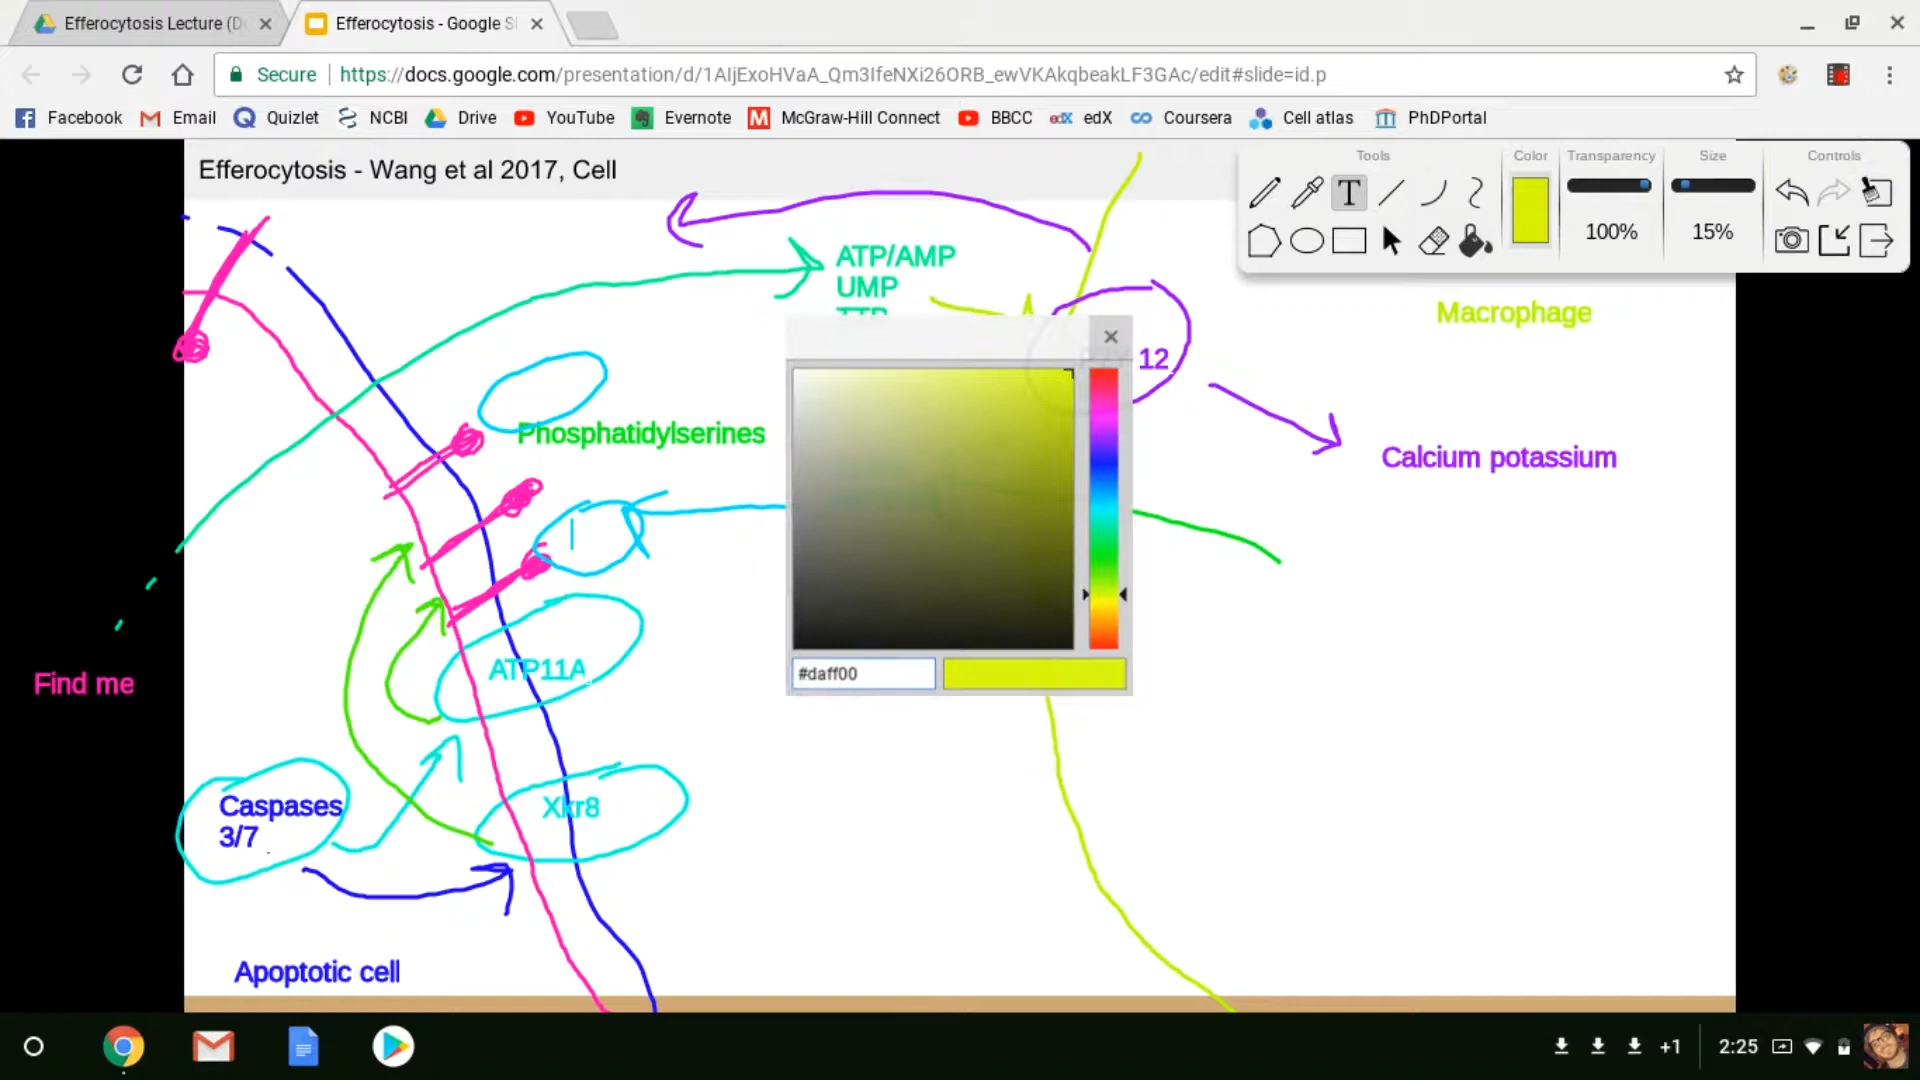 Efferocytosis Lecture (D
Efferocytosis - Google Sl
Secure
https://docs.google.com/presentation/d/1AIjExoHVaA_Qm3IfeNXi26ORB_ewVKAkqbeakLF3GAc/edit#slide=id.p
Facebook Email Quizlet NCBI Drive YouTube Evernote McGraw-Hill Connect BBCC edX Coursera Cell atlas PhDPortal
Efferocytosis - Wang et al 2017, Cell
Tools Color Transparency Size Controls
100% 15%
ATP/AMP
UMP
Macrophage
12
Phosphatidylserines
Calcium potassium
ATP11A
#daff00
Find me
Caspases
3/7
Xkr8
Apoptotic cell
+1 2:25